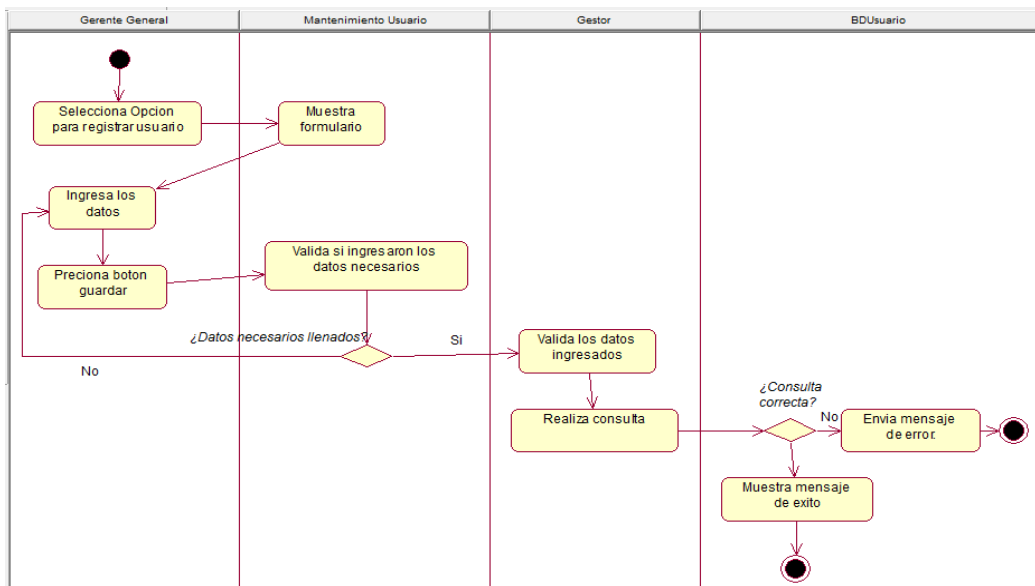 Gerente General
Mantenimiento Usuario
Gestor
BDUsuario
Selecciona Opcion
para registrar usuario
Muestra
formulario
Ingresa los
datos
Preciona boton
guardar
Valida si ingresaron los
datos necesarios
¿Datos necesarios llenados?
No
Si
Valida los datos
ingresados
Realiza consulta
¿Consulta
correcta?
No
Envia mensaje
de error.
Muestra mensaje
de exito